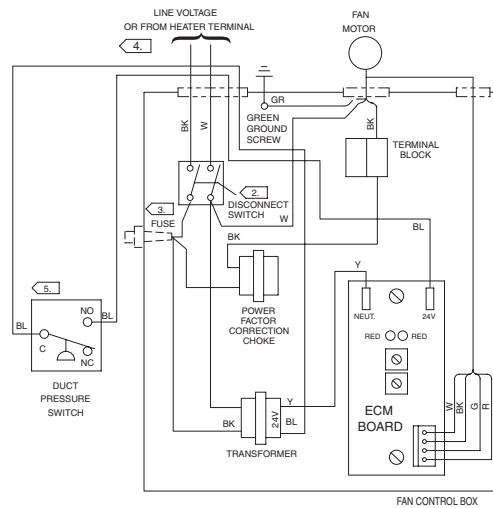 LINE VOLTAGE
OR FROM HEATER TERMINAL
FAN
MOTOR
4.
GR
BK
W
GREEN
GROUND
SCREW
BK
TERMINAL
BLOCK
2.
DISCONNECT
SWITCH
3.
FUSE
W
BK
BL
5.
NO
BL
BL
C
NC
DUCT
PRESSURE
SWITCH
POWER
FACTOR
CORRECTION
CHOKE
Y
NEUT.
24V
RED
RED
Y
24V
BK
BL
TRANSFORMER
ECM
BOARD
W
BK
G
R
FAN CONTROL BOX